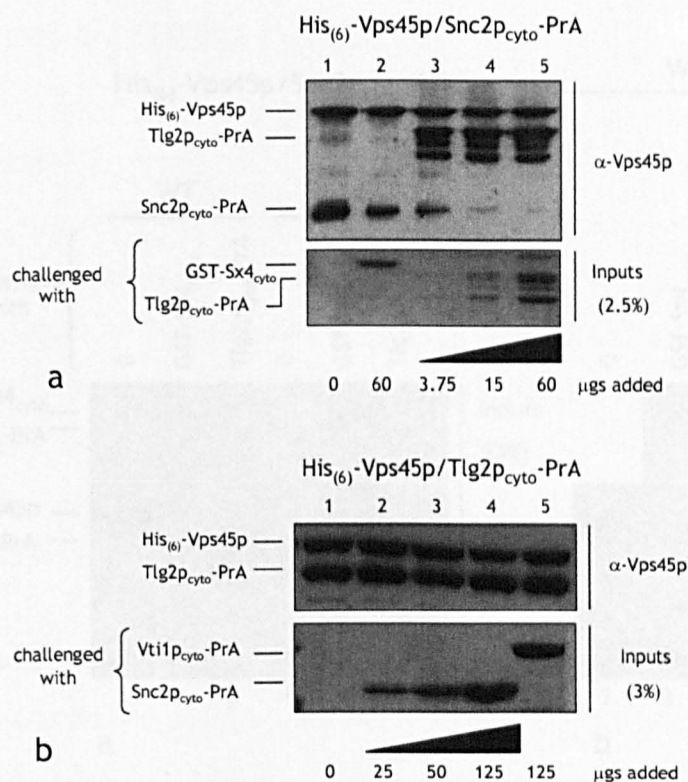 His(6)-Vps45p/Snc2pcyto-PrA
1 2 3 4 5
His(6)-Vps45p
Tlg2pcyto-PrA
α-Vps45p
Snc2pcyto-PrA
challenged with
GST-Sx4cyto
Tlg2pcyto-PrA
Inputs
(2.5%)
a
0 60 3.75 15 60 μgs added
His(6)-Vps45p/Tlg2pcyto-PrA
1 2 3 4 5
His(6)-Vps45p
Tlg2pcyto-PrA
α-Vps45p
challenged with
Vti1pcyto-PrA
Snc2pcyto-PrA
Inputs
(3%)
b
0 25 50 125 125 μgs added